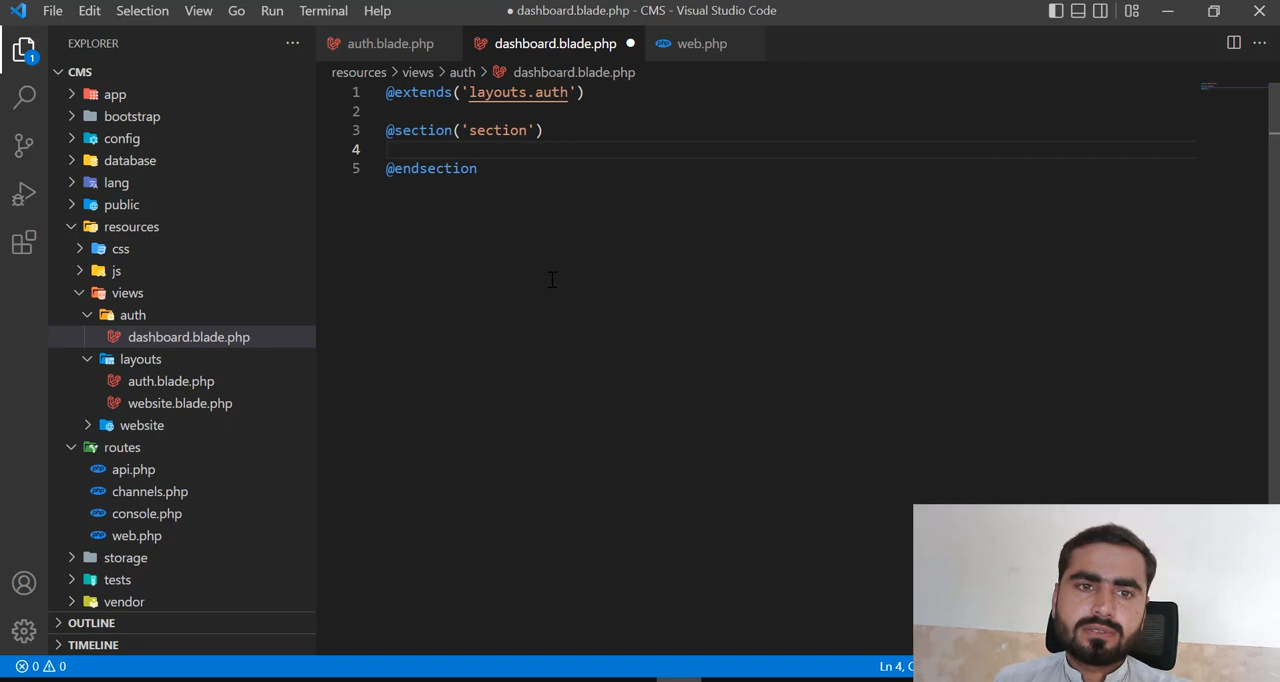 File Edit Selection View Go Run Terminal Help
● dashboard.blade.php - CMS - Visual Studio Code
EXPLORER
1
CMS
app
bootstrap
config
database
lang
public
resources
css
js
views
auth
dashboard.blade.php
layouts
auth.blade.php
website.blade.php
website
routes
api.php
channels.php
console.php
web.php
storage
tests
vendor
OUTLINE
TIMELINE
auth.blade.php dashboard.blade.php ● web.php
resources > views > auth > dashboard.blade.php
1 @extends('layouts.auth')
2
3 @section('section')
4
5 @endsection
0 0
Ln 4,